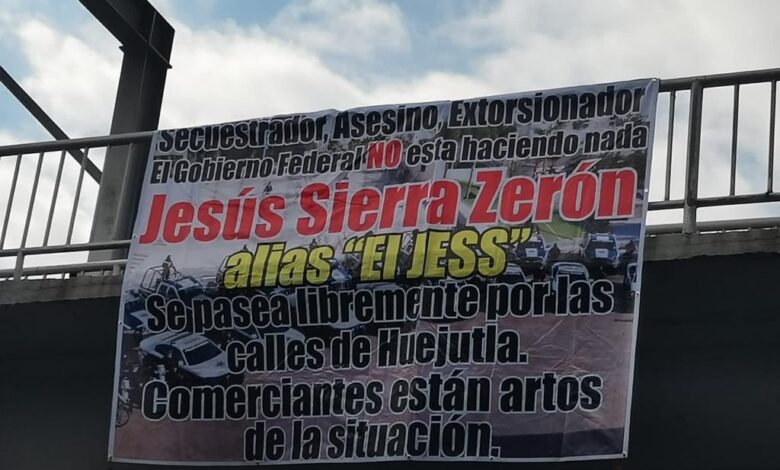 Secuestrador, Asesino, Extorsionador
El Gobierno Federal NO esta haciendo nada
Jesús Sierra Zerón
alias "El JESS"
Se pasea libremente por las
calles de Huejutla.
Comerciantes están artos
de la situación.